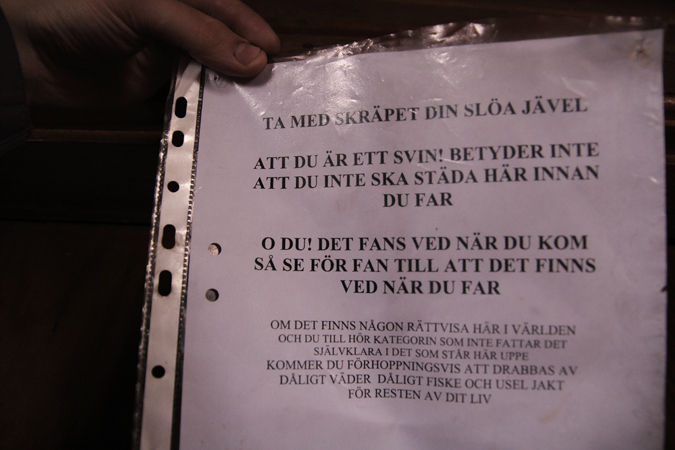 TA MED SKRÄPET DIN SLÖA JÄVEL
ATT DU ÄR ETT SVIN! BETYDER INTE
ATT DU INTE SKA STÄDA HÄR INNAN
DU FAR
O DU! DET FANS VED NÄR DU KOM
SÅ SE FÖR FAN TILL ATT DET FINNS
VED NÄR DU FAR
OM DET FINNS NÅGON RÄTTVISA HÄR I VÄRLDEN
OCH DU TILL HÖR KATEGORIN SOM INTE FATTAR DET
SJÄLVKLARA I DET SOM STÅR HÄR UPPE
KOMMER DU FÖRHOPPNINGSVIS ATT DRABBAS AV
DÅLIGT VÄDER DÅLIGT FISKE OCH USEL JAKT
FÖR RESTEN AV DIT LIV